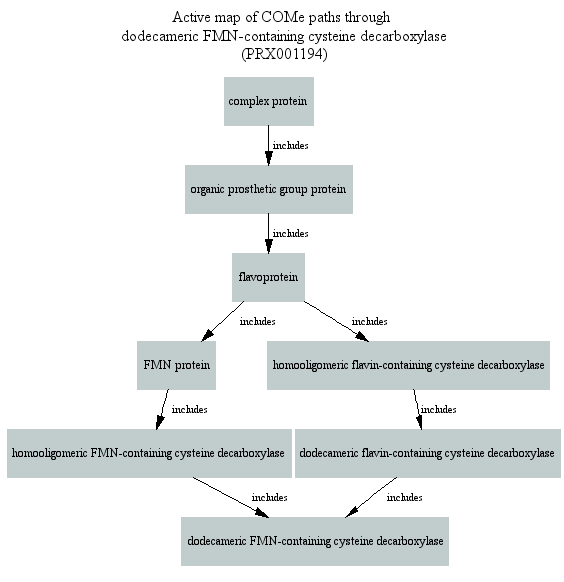 Active map of COMe paths through
dodecameric FMN-containing cysteine decarboxylase
(PRX001194)
complex protein
includes
organic prosthetic group protein
includes
flavoprotein
includes
includes
FMN protein
homooligomeric flavin-containing cysteine decarboxylase
includes
includes
homooligomeric FMN-containing cysteine decarboxylase
dodecameric flavin-containing cysteine decarboxylase
includes
includes
dodecameric FMN-containing cysteine decarboxylase